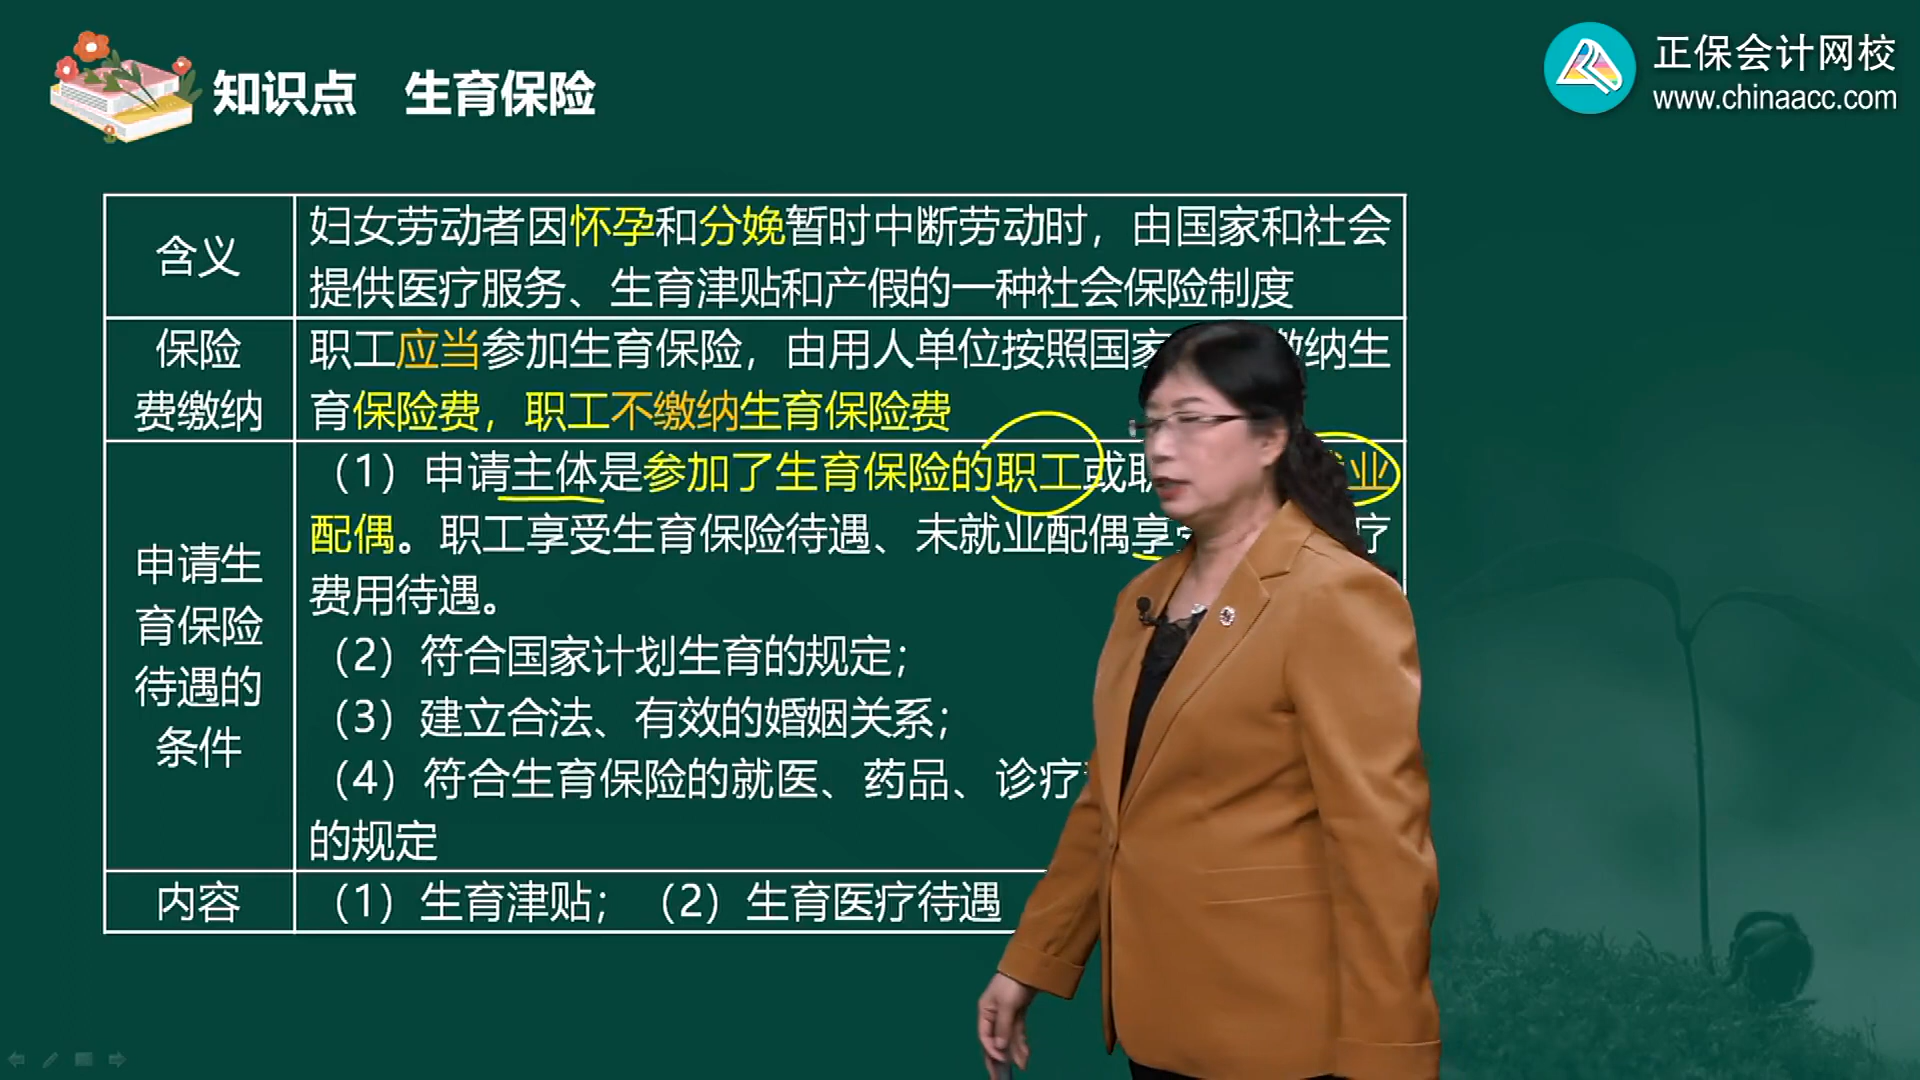 知识点 生育保险
正保会计网校
www.chinaacc.com
含义
妇女劳动者因怀孕和分娩暂时中断劳动时，由国家和社会
提供医疗服务、生育津贴和产假的一种社会保险制度
保险
费缴纳
职工应当参加生育保险，由用人单位按照国家 缴纳生
育保险费，职工不缴纳生育保险费
申请生
育保险
待遇的
条件
（1）申请主体是参加了生育保险的职工或 业
配偶。职工享受生育保险待遇、未就业配偶享 疗
费用待遇。
（2）符合国家计划生育的规定；
（3）建立合法、有效的婚姻关系；
（4）符合生育保险的就医、药品、诊疗
的规定
内容
（1）生育津贴；（2）生育医疗待遇